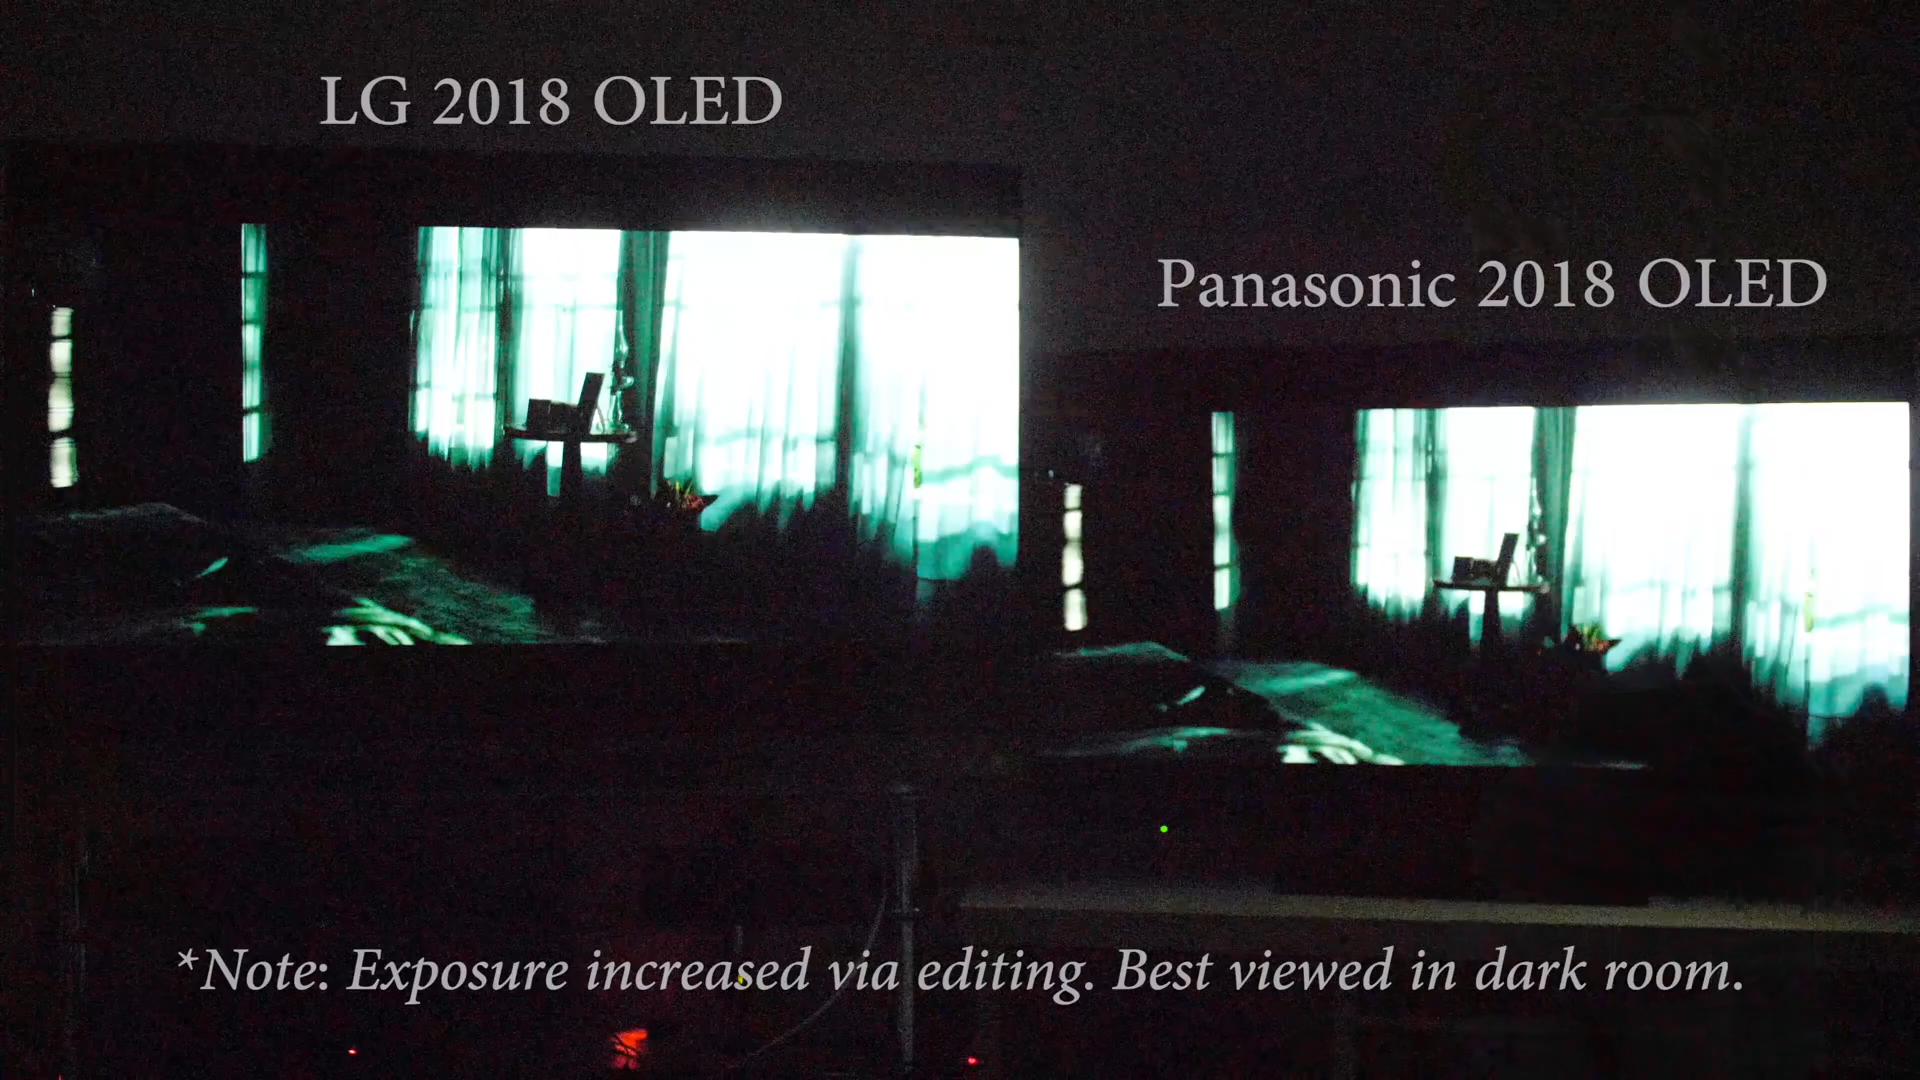 LG 2018 OLED
Panasonic 2018 OLED
*Note: Exposure increased via editing. Best viewed in dark room.